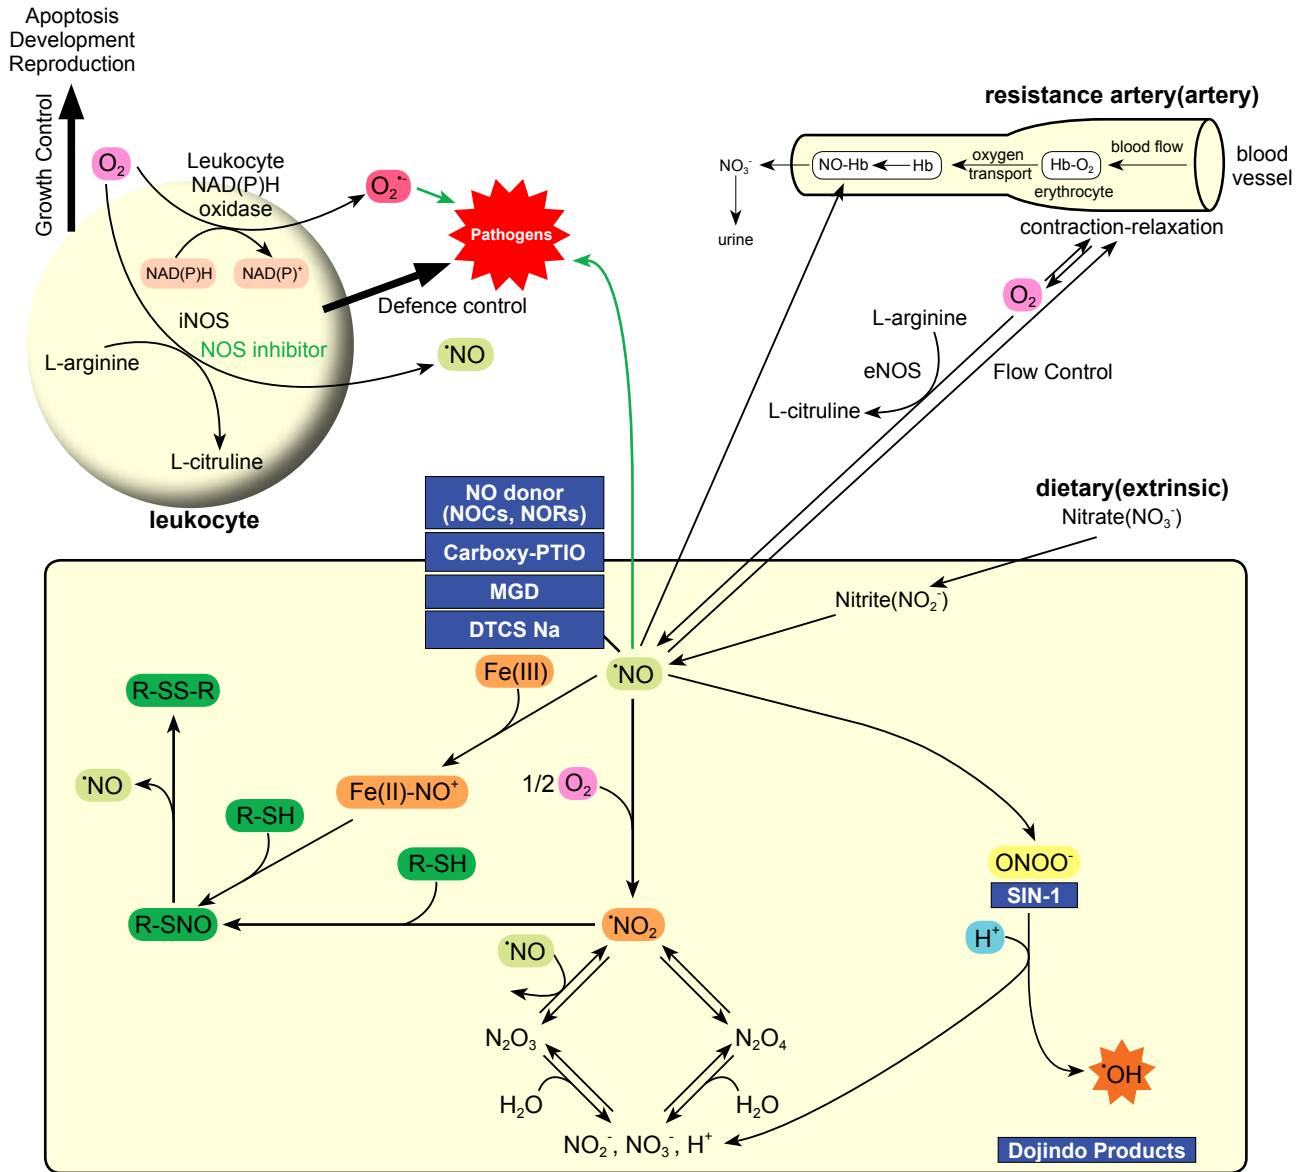 Apoptosis
Development
Reproduction
Growth Control
O₂
Leukocyte
NAD(P)H
oxidase
O₂•-
Pathogens
NAD(P)H
NAD(P)⁺
Defence control
iNOS
NOS inhibitor
L-arginine
•NO
L-citruline
leukocyte
resistance artery(artery)
NO₃⁻
NO-Hb
Hb
oxygen
transport
Hb-O₂
blood flow
erythrocyte
blood
vessel
urine
contraction-relaxation
O₂
L-arginine
eNOS
Flow Control
L-citruline
dietary(extrinsic)
Nitrate(NO₃⁻)
Nitrite(NO₂⁻)
NO donor
(NOCs, NORs)
Carboxy-PTIO
MGD
DTCS Na
Fe(III)
•NO
R-SS-R
•NO
Fe(II)-NO⁺
1/2 O₂
R-SH
R-SH
ONOO⁻
SIN-1
R-SNO
•NO₂
•NO
H⁺
N₂O₃
N₂O₄
•OH
H₂O
H₂O
NO₂⁻, NO₃⁻, H⁺
Dojindo Products